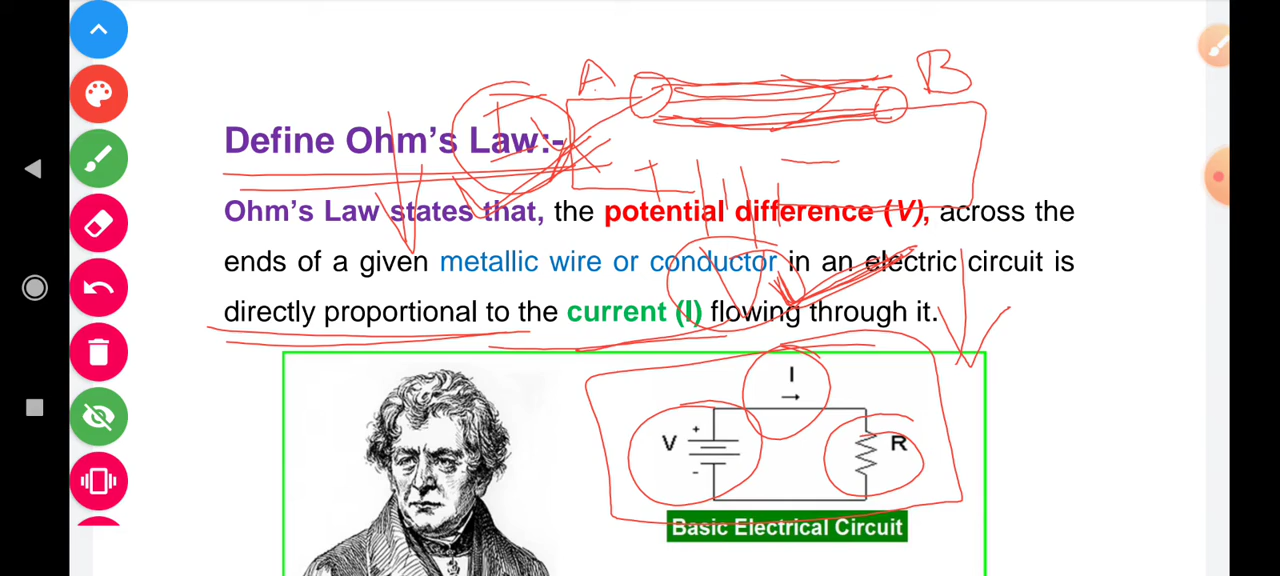 A
B
I
Define Ohm's Law:-
+ -
Ohm's Law states that, the potential difference (V), across the
ends of a given metallic wire or conductor in an electric circuit is
V
directly proportional to the current (I) flowing through it.
I
→
+
V
R
-
Basic Electrical Circuit